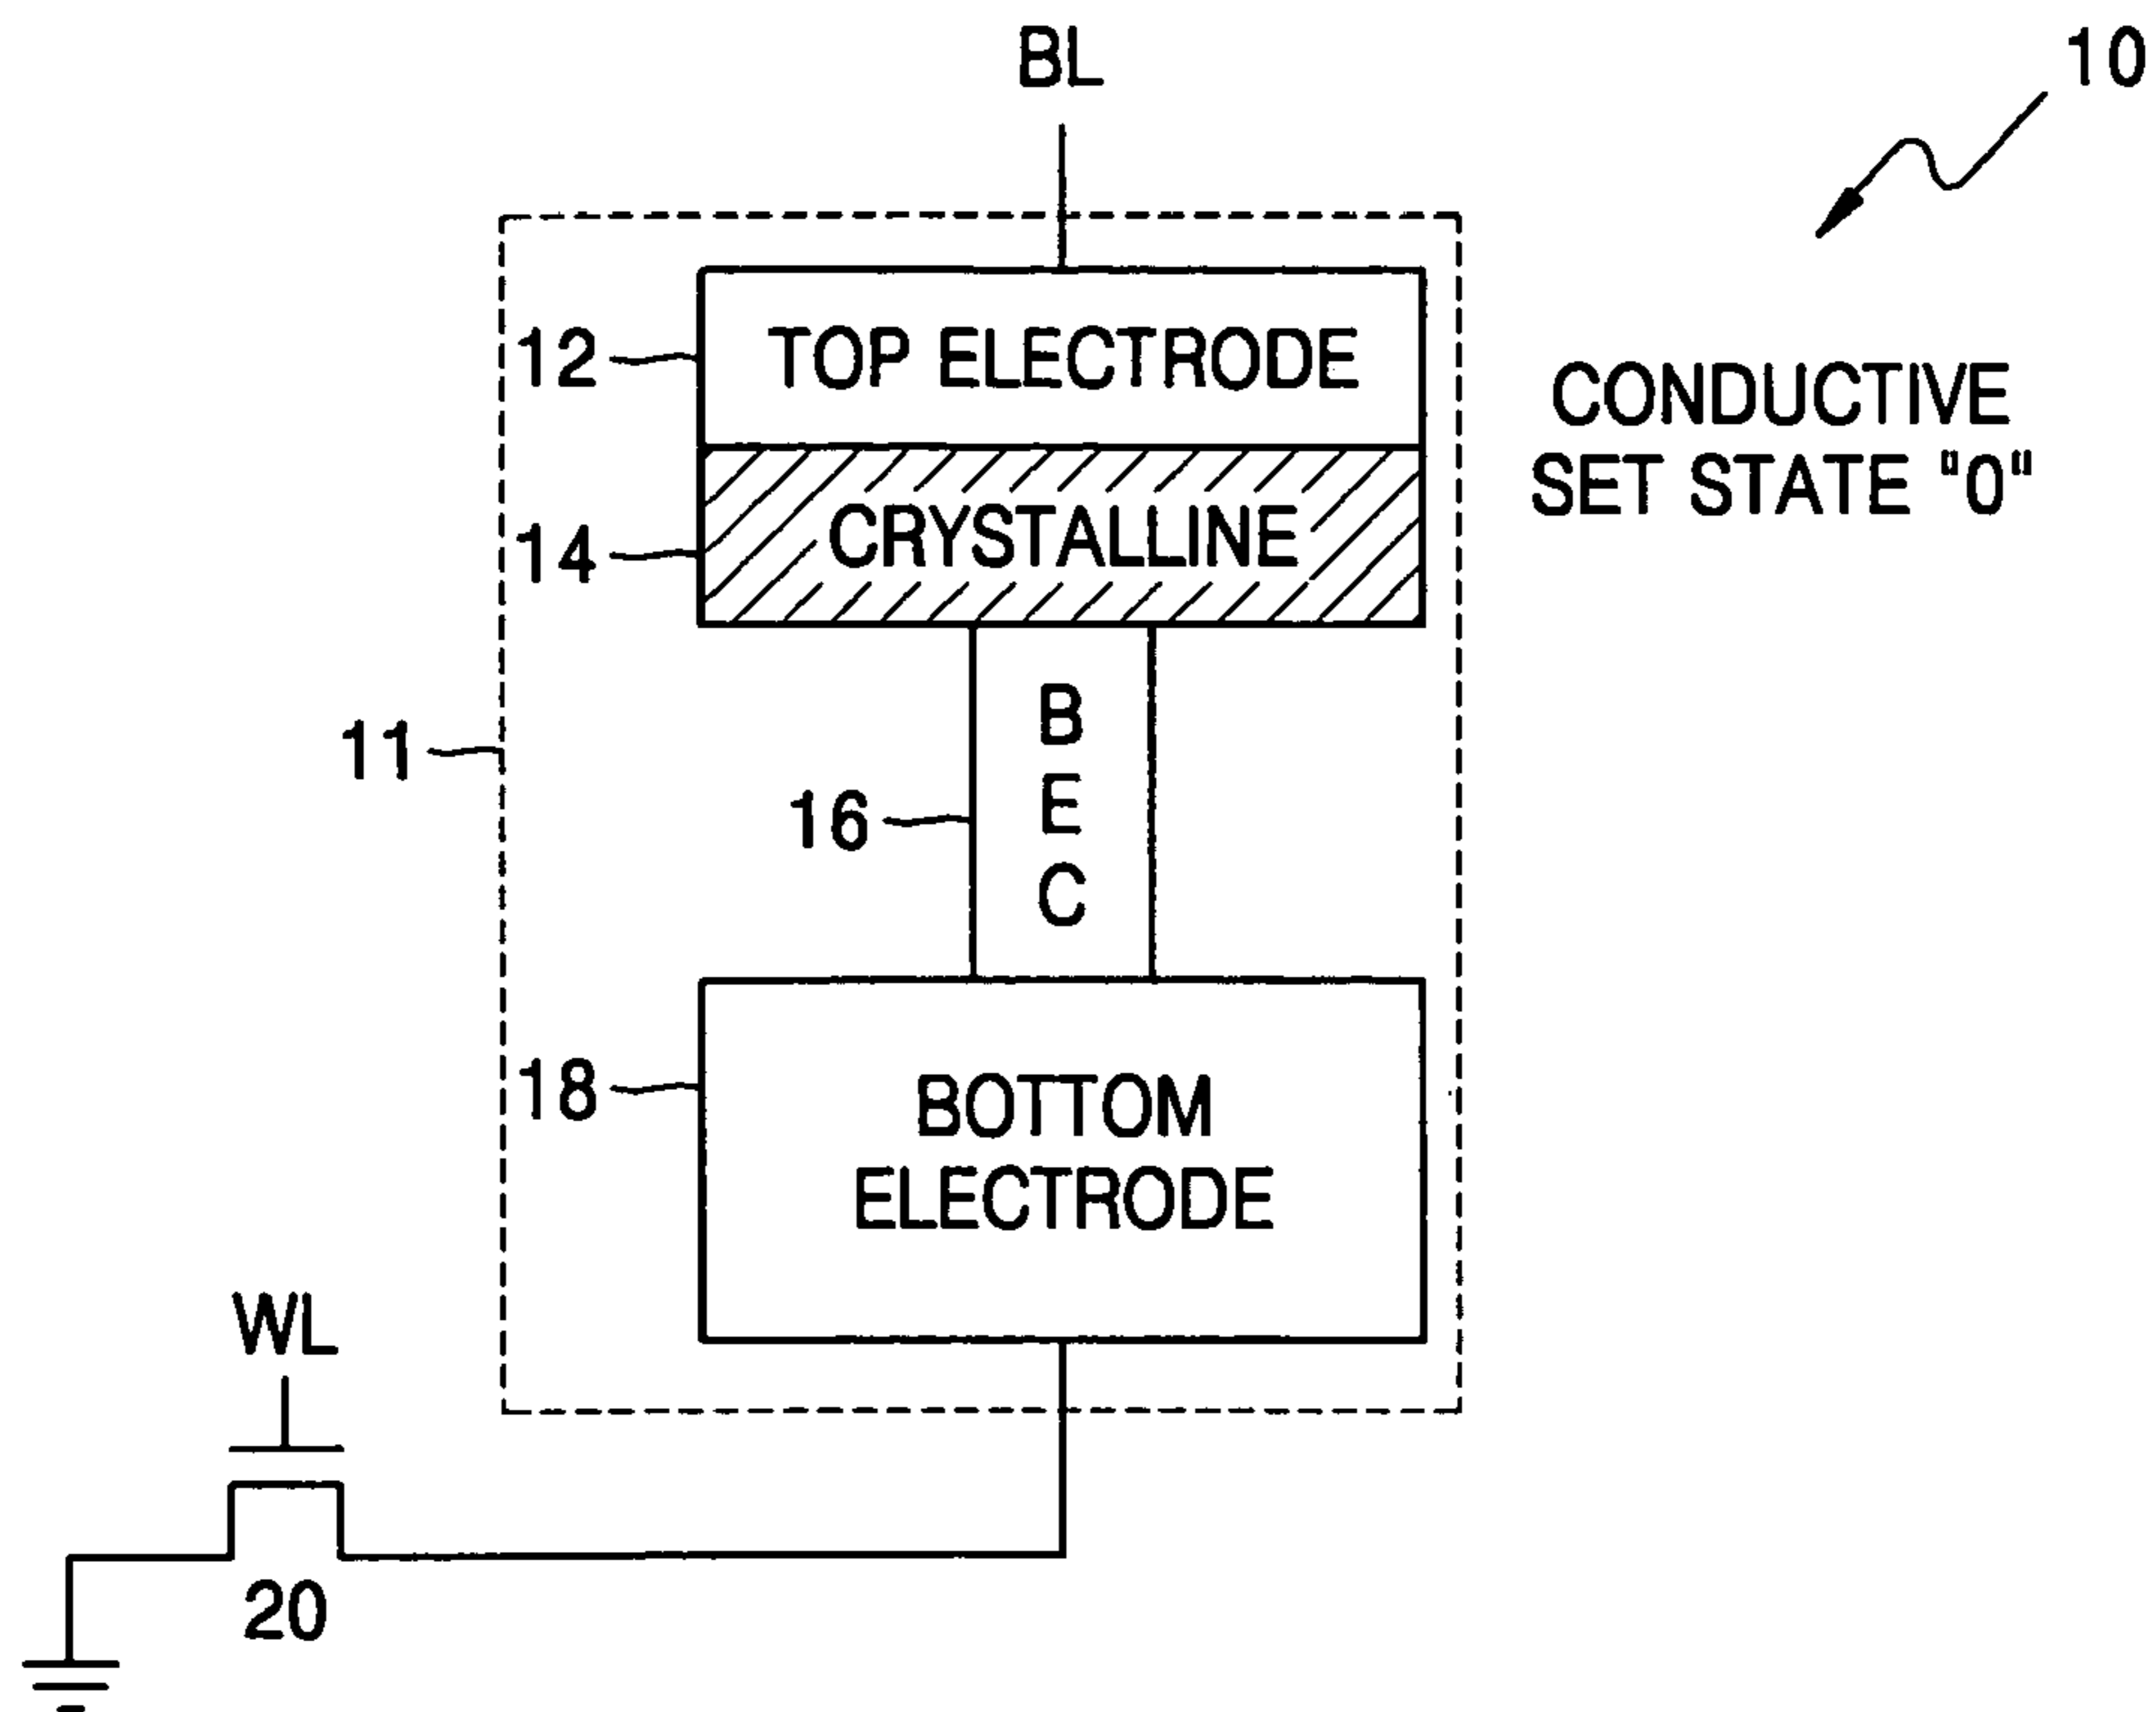 BL
10
12
TOP ELECTRODE
CONDUCTIVE
SET STATE "0"
14
CRYSTALLINE
11
16
B
E
C
18
BOTTOM
ELECTRODE
WL
20